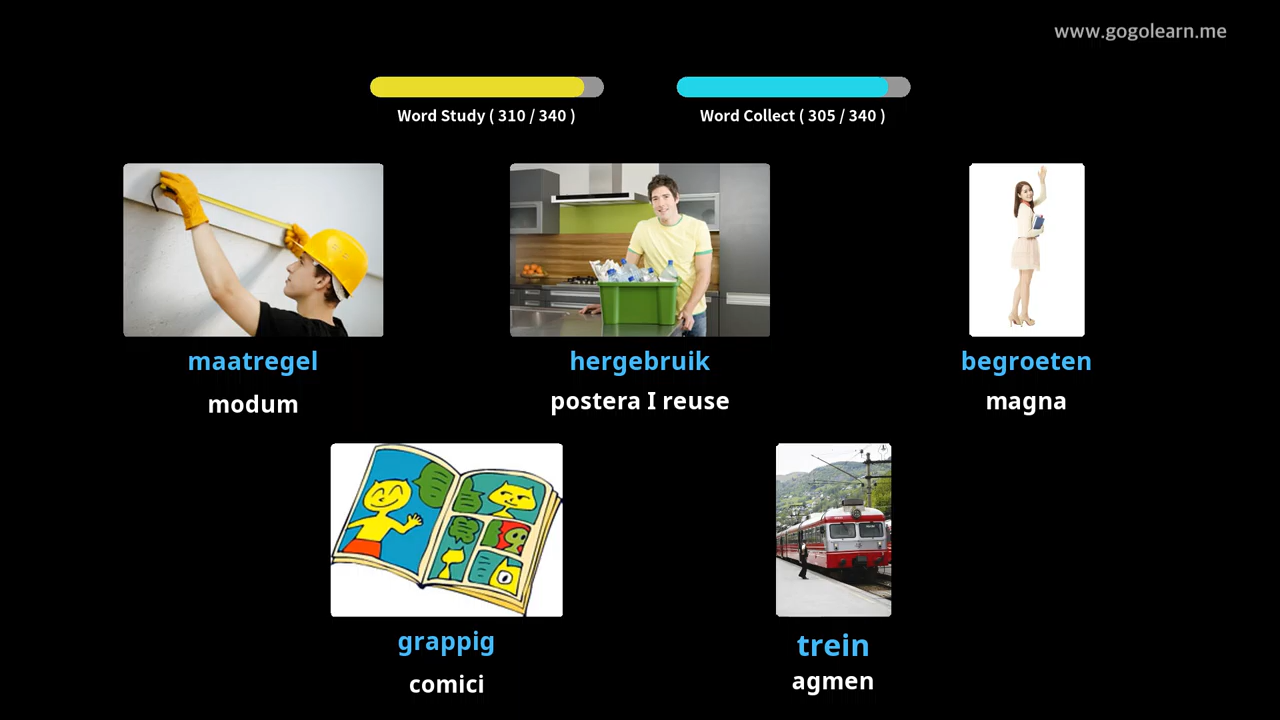 www.gogolearn.me
Word Study ( 310 / 340 )
Word Collect ( 305 / 340 )
maatregel
modum
hergebruik
postera I reuse
begroeten
magna
grappig
comici
trein
agmen